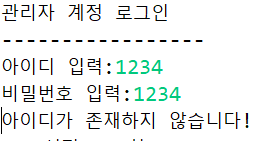 관리자 계정 로그인
-----------------
아이디 입력:1234
비밀번호 입력:1234
아이디가 존재하지 않습니다!